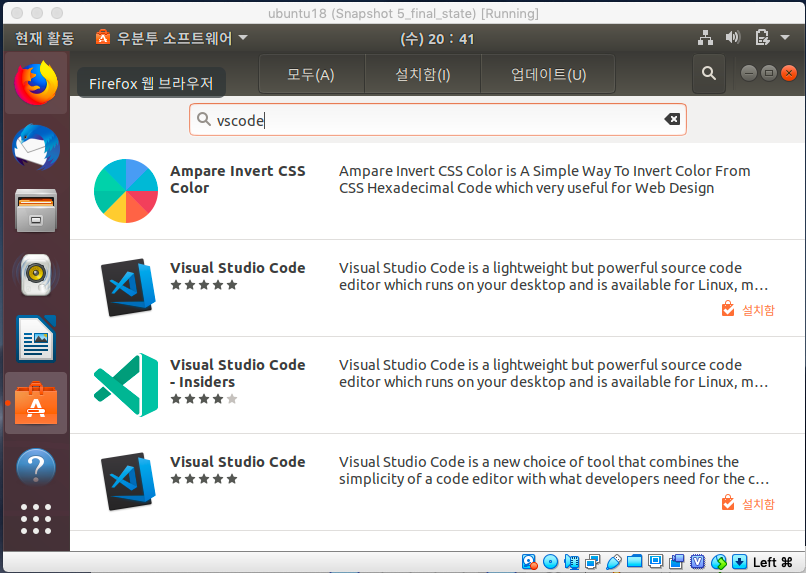 ubuntu18 (Snapshot 5_final_state) [Running]
현재 활동
우분투 소프트웨어
(수) 20 : 41
Firefox 웹 브라우저
모두(A)
설치함(I)
업데이트(U)
vscode
Ampare Invert CSS
Color
Ampare Invert CSS Color is A Simple Way To Invert Color From
CSS Hexadecimal Code which very useful for Web Design
Visual Studio Code
Visual Studio Code is a lightweight but powerful source code
editor which runs on your desktop and is available for Linux, m…
설치함
Visual Studio Code
- Insiders
Visual Studio Code is a lightweight but powerful source code
editor which runs on your desktop and is available for Linux, m…
Visual Studio Code
Visual Studio Code is a new choice of tool that combines the
simplicity of a code editor with what developers need for the c…
설치함
Left ⌘